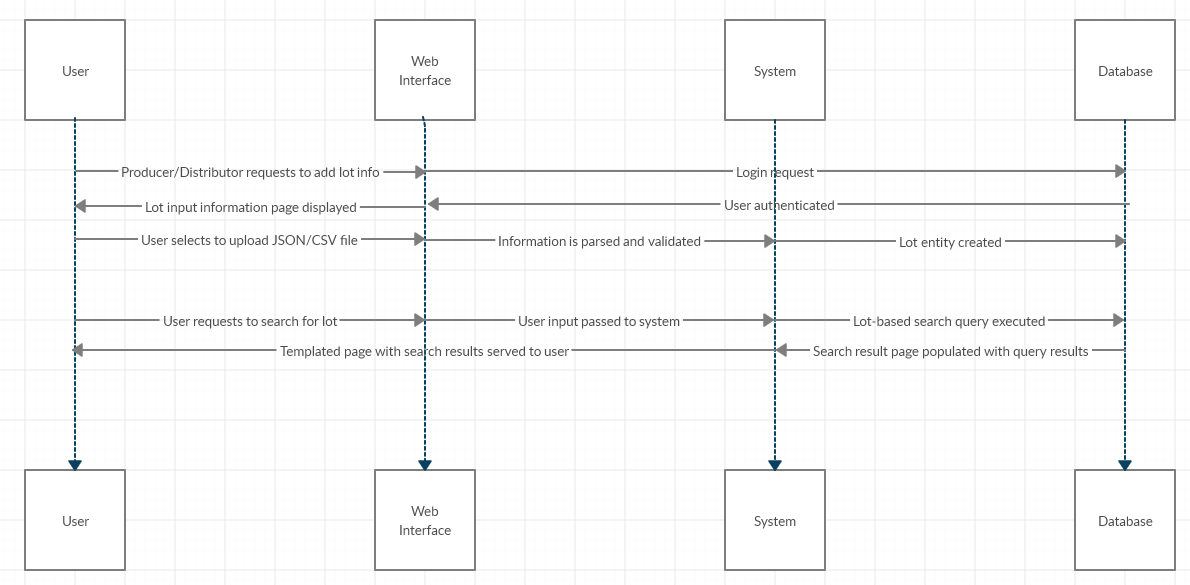 User
Web
Interface
System
Database
Producer/Distributor requests to add lot info
Login request
Lot input information page displayed
User authenticated
User selects to upload JSON/CSV file
Information is parsed and validated
Lot entity created
User requests to search for lot
User input passed to system
Lot-based search query executed
Templated page with search results served to user
Search result page populated with query results
User
Web
Interface
System
Database